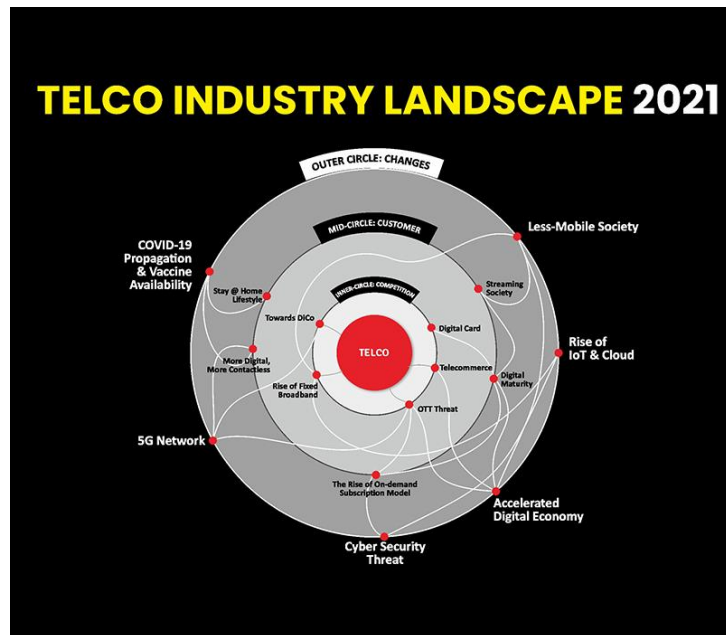 TELCO INDUSTRY LANDSCAPE 2021
OUTER CIRCLE: CHANGES
MID-CIRCLE: CUSTOMER
Less-Mobile Society
COVID-19
Propagation
& Vaccine
Availability
Stay @ Home
Lifestyle
INNER-CIRCLE: COMPETITION
Streaming
Society
Towards DiCo
Digital Card
TELCO
Rise of
IoT & Cloud
More Digital,
More Contactless
Telecommerce
Digital
Maturity
Rise of Fixed
Broadband
OTT Threat
5G Network
The Rise of On-demand
Subscription Model
Accelerated
Digital Economy
Cyber Security
Threat